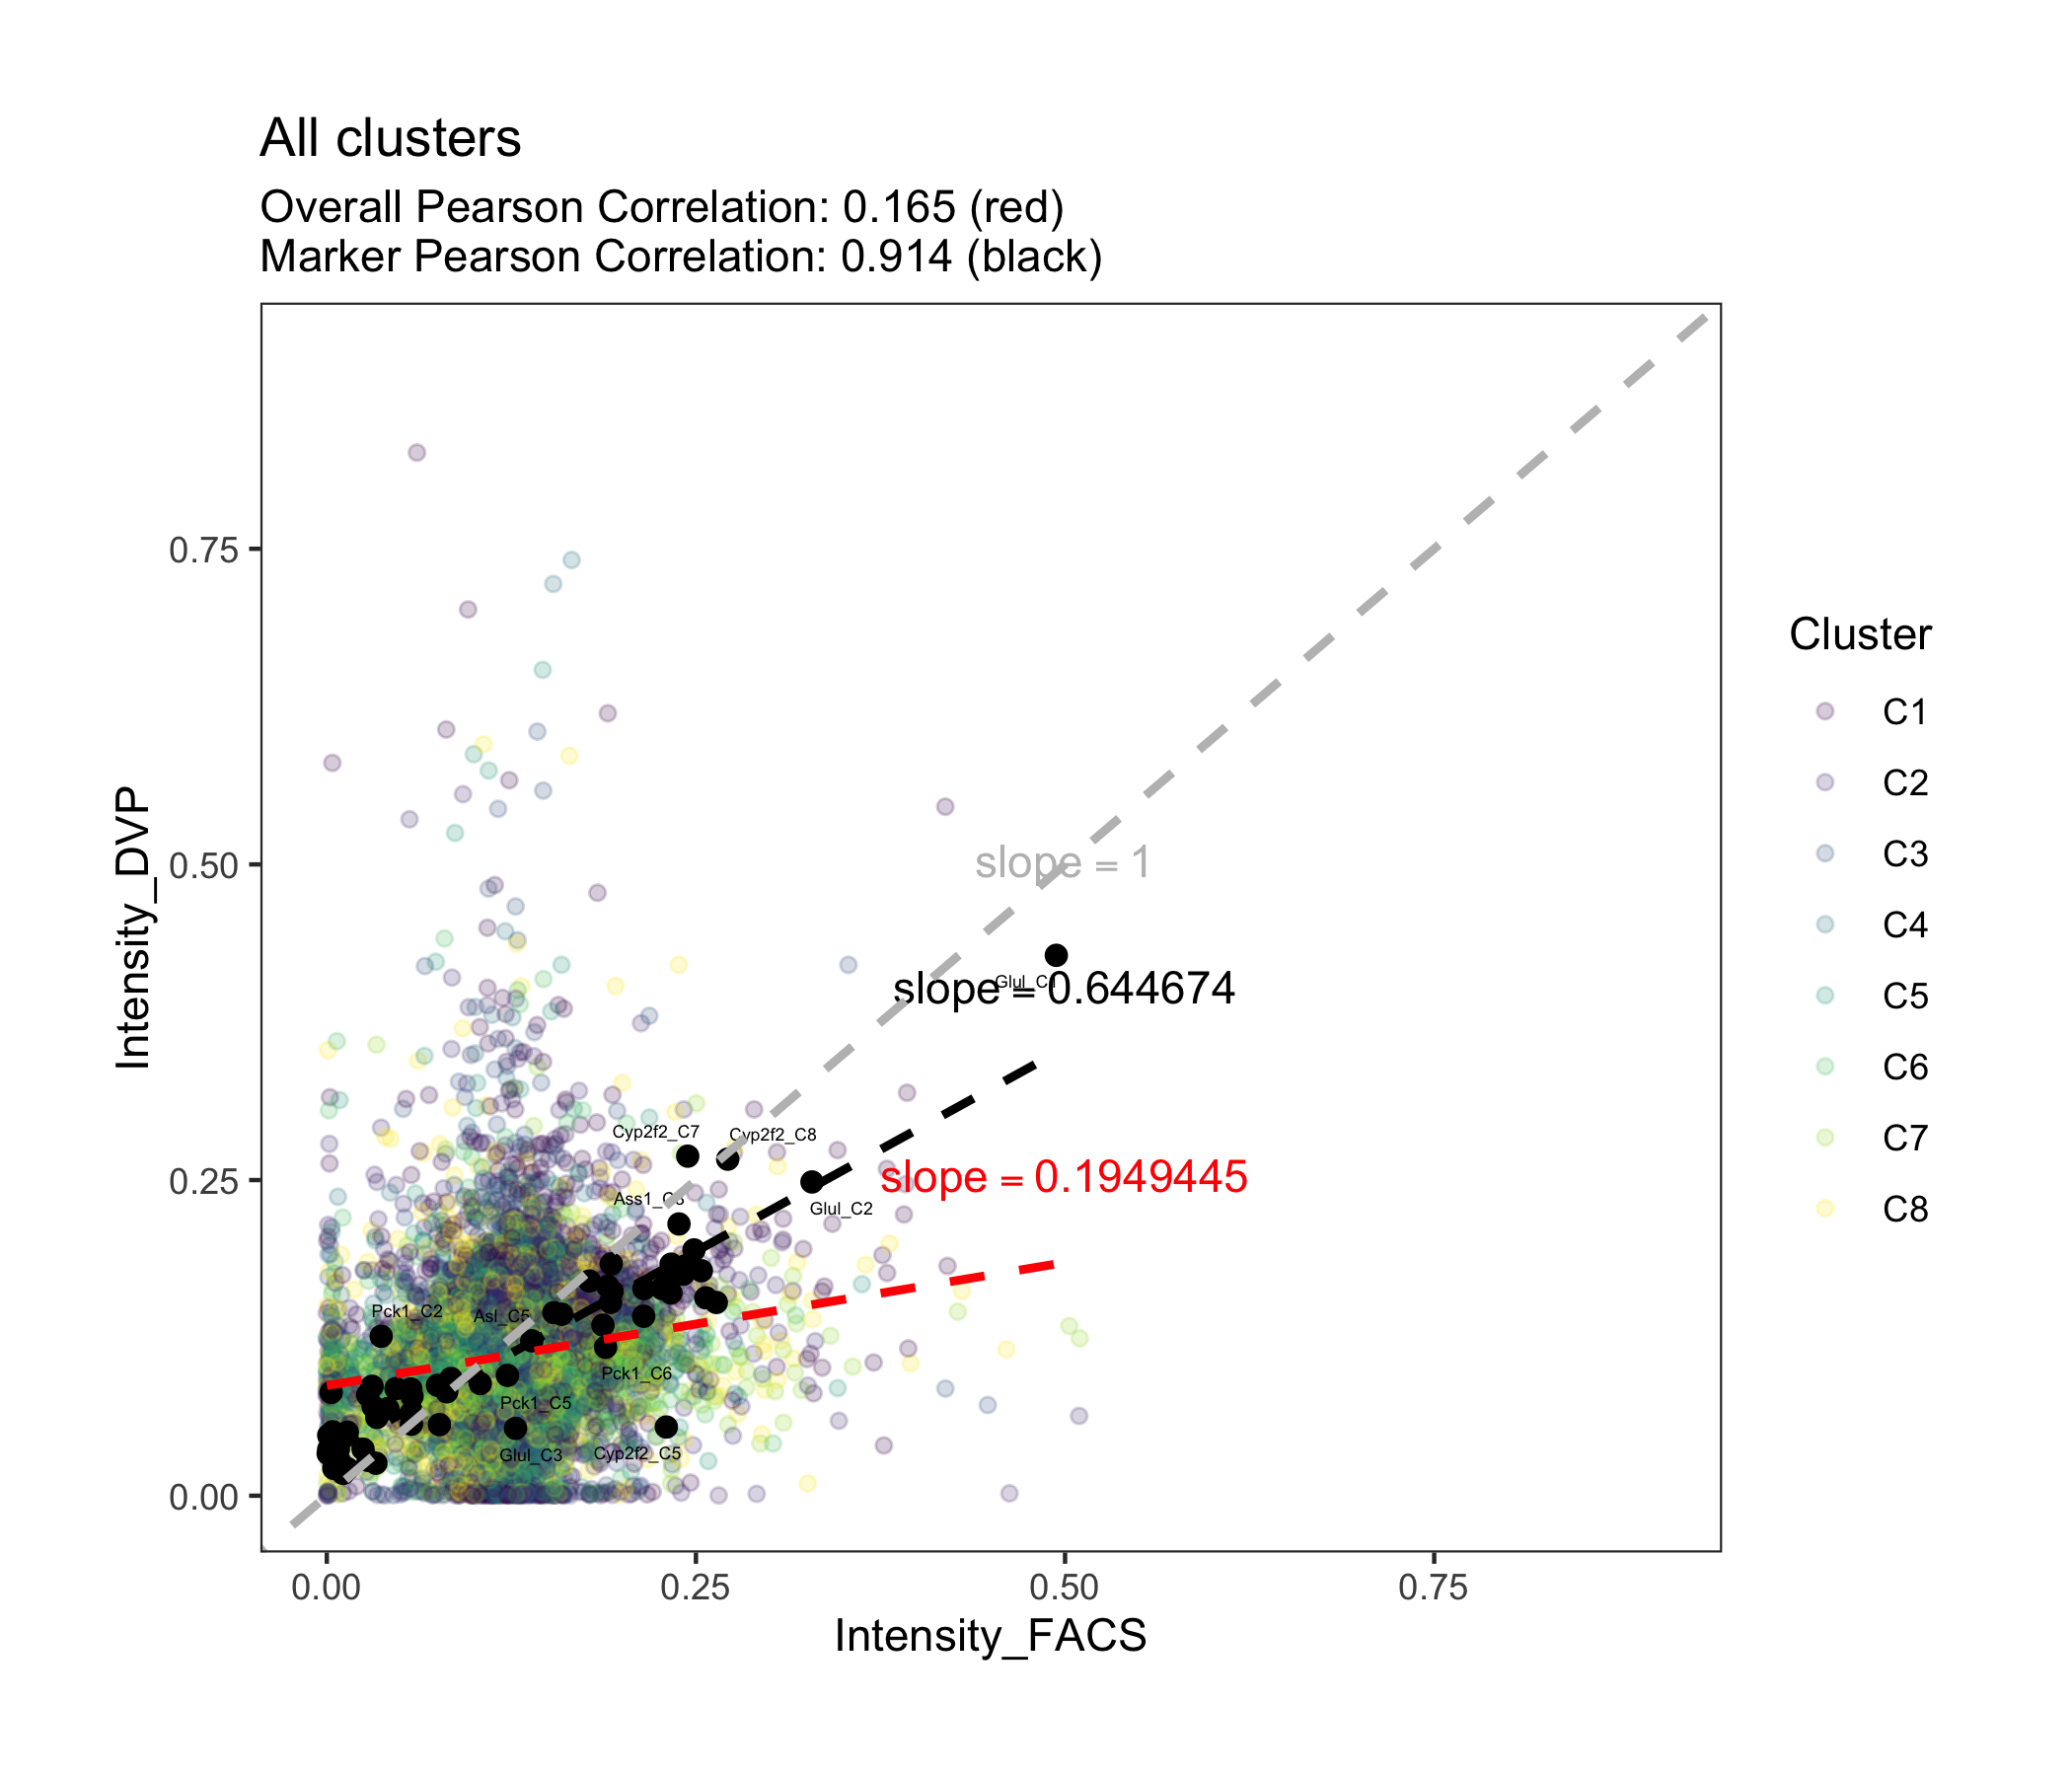 All clusters
Overall Pearson Correlation: 0.165 (red)
Marker Pearson Correlation: 0.914 (black)
Intensity_DVP
0.75
0.50
0.25
0.00
slope = 1
Glul_C1
slope = 0.644674
Cyp2f2_C7
Cyp2f2_C8
slope = 0.1949445
Ass1_C8
Glul_C2
Pck1_C2
Asl_C5
Pck1_C6
Pck1_C5
Glul_C3
Cyp2f2_C5
0.00
0.25
0.50
0.75
Intensity_FACS
Cluster
C1
C2
C3
C4
C5
C6
C7
C8